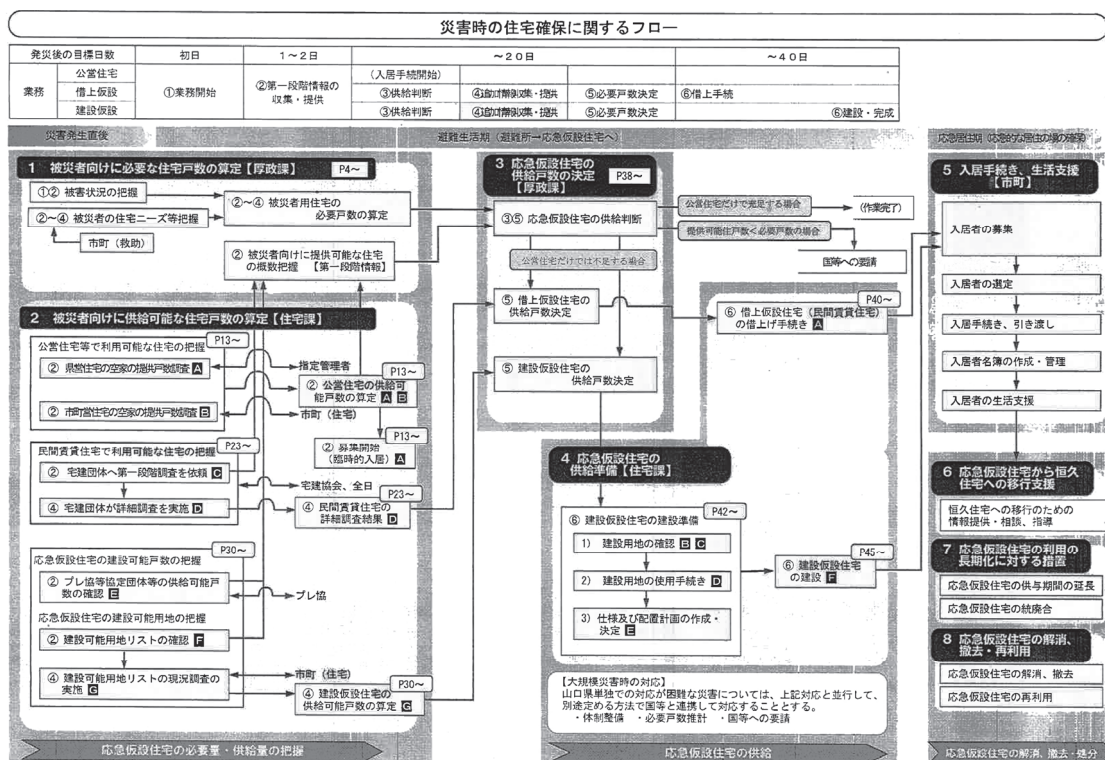 災害時の住宅確保に関するフロー
発災後の目標日数
初日
1～2日
～20日
～40日
業務
公営住宅
借上仮設
建設仮設
①業務開始
②第一段階情報の
収集・提供
(入居手続開始)
③供給判断
⑤必要戸数決定
⑥借上手続
③供給判断
⑤必要戸数決定
⑥建設・完成
災害発生直後
避難生活期(避難所→応急仮設住宅へ)
1 被災者向けに必要な住宅戸数の算定【厚政課】
P4～
①② 被害状況の把握
②～④ 被災者の住宅ニーズ等把握
市町(救助)
②～④ 被災者用住宅の
必要戸数の算定
② 被災者向けに提供可能な住宅
の概数把握 【第一段階情報】
2 被災者向けに供給可能な住宅戸数の算定【住宅課】
公営住宅等で利用可能な住宅の把握
P13～
② 県営住宅の空家の提供戸数調査 A
② 市町営住宅の空家の提供戸数調査 B
指定管理者
P13～
② 公営住宅の供給可
能戸数の算定 A B
市町(住宅)
P13～
② 募集開始
(臨時的入居) A
民間賃貸住宅で利用可能な住宅の把握
P23～
② 宅建団体へ第一段階調査を依頼 C
④ 宅建団体が詳細調査を実施 D
宅建協会、全日
P23～
④ 民間賃貸住宅の
詳細調査結果 D
P30～
応急仮設住宅の建設可能戸数の把握
② プレ協等協定団体等の供給可能戸
数の確認 E
プレ協
応急仮設住宅の建設可能用地の把握
② 建設可能用地リストの確認 F
④ 建設可能用地リストの現況調査の
実施 G
市町(住宅)
P30～
④ 建設仮設住宅の
供給可能戸数の算定 G
応急仮設住宅の必要量・供給量の把握
3 応急仮設住宅の
供給戸数の決定
【厚政課】
P38～
③⑤ 応急仮設住宅の供給判断
公営住宅だけで充足する場合
(作業完了)
提供可能住戸数＜必要戸数の場合
国等への要請
公営住宅だけでは不足する場合
⑤ 借上仮設住宅の
供給戸数決定
⑤ 建設仮設住宅の
供給戸数決定
P40～
⑥ 借上仮設住宅(民間賃貸住宅)
の借上げ手続き A
4 応急仮設住宅の
供給準備【住宅課】
P42～
⑥ 建設仮設住宅の建設準備
1) 建設用地の確認 B C
2) 建設用地の使用手続き D
3) 仕様及び配置計画の作成・
決定 E
P45～
⑥ 建設仮設住宅
の建設 F
【大規模災害時の対応】
山口県単独での対応が困難な災害については、上記対応と並行して、
別途定める方法で国等と連携して対応することとする。
・体制整備 ・必要戸数推計 ・国等への要請
応急仮設住宅の供給
応急居住期(応急的な居住の場の確保)
5 入居手続き、生活支援
【市町】
入居者の募集
入居者の選定
入居手続き、引き渡し
入居者名簿の作成・管理
入居者の生活支援
6 応急仮設住宅から恒久
住宅への移行支援
恒久住宅への移行のための
情報提供・相談、指導
7 応急仮設住宅の利用の
長期化に対する措置
応急仮設住宅の供与期間の延長
応急仮設住宅の統廃合
8 応急仮設住宅の解消、
撤去・再利用
応急仮設住宅の解消、撤去
応急仮設住宅の再利用
応急仮設住宅の解消、撤去・処分